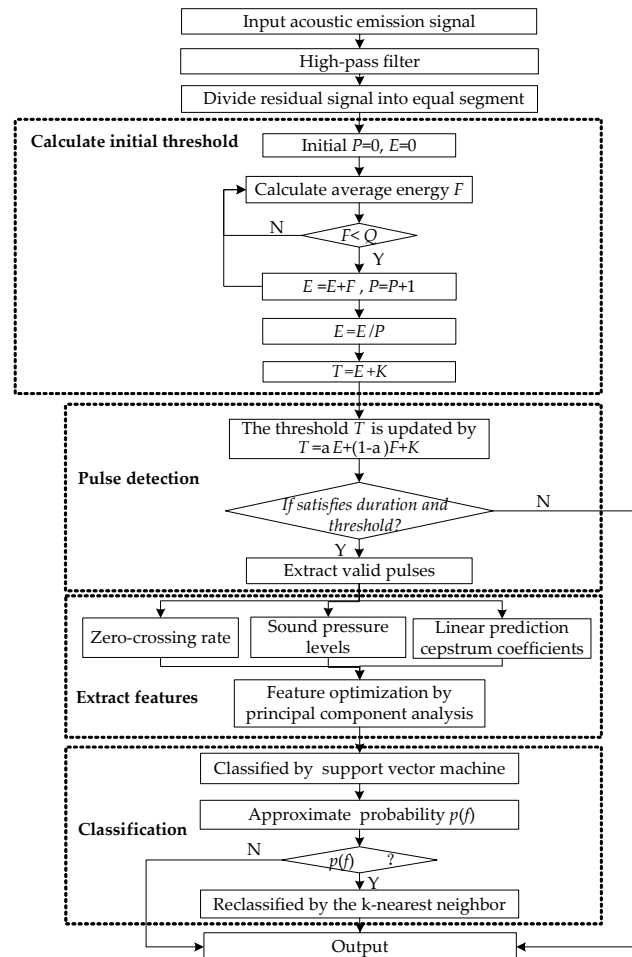 Input acoustic emission signal
High-pass filter
Divide residual signal into equal segment
Calculate initial threshold
Initial P=0, E=0
Calculate average energy F
N
F< Q
Y
E =E+F , P=P+1
E=E/P
T=E+K
The threshold T is updated by
T=a E+(1-a)F+K
Pulse detection
If satisfies duration and
threshold?
N
Y
Extract valid pulses
Zero-crossing rate
Sound pressure
levels
Linear prediction
cepstrum coefficients
Extract features
Feature optimization by
principal component analysis
Classified by support vector machine
Approximate probability p(f)
Classification
N
p(f) ?
Y
Reclassified by the k-nearest neighbor
Output